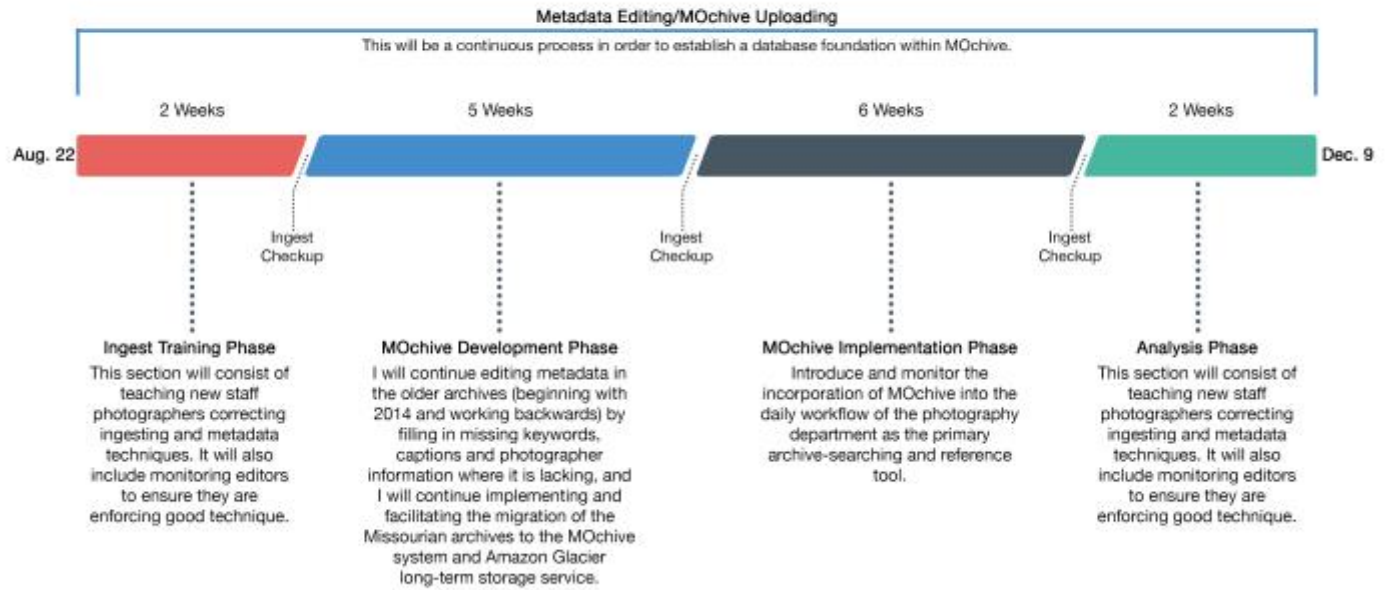 Metadata Editing/MOchive Uploading
This will be a continuous process in order to establish a database foundation within MOchive.
2 Weeks
5 Weeks
6 Weeks
2 Weeks
Aug. 22
Dec. 9
Ingest
Checkup
Ingest
Checkup
Ingest
Checkup
Ingest Training Phase
This section will consist of
teaching new staff
photographers correcting
ingesting and metadata
techniques. It will also
include monitoring editors
to ensure they are
enforcing good technique.
MOchive Development Phase
I will continue editing metadata in
the older archives (beginning with
2014 and working backwards) by
filling in missing keywords,
captions and photographer
information where it is lacking, and
I will continue implementing and
facilitating the migration of the
Missourian archives to the MOchive
system and Amazon Glacier
long-term storage service.
MOchive Implementation Phase
Introduce and monitor the
incorporation of MOchive into the
daily workflow of the photography
department as the primary
archive-searching and reference
tool.
Analysis Phase
This section will consist of
teaching new staff
photographers correcting
ingesting and metadata
techniques. It will also
include monitoring editors
to ensure they are
enforcing good technique.